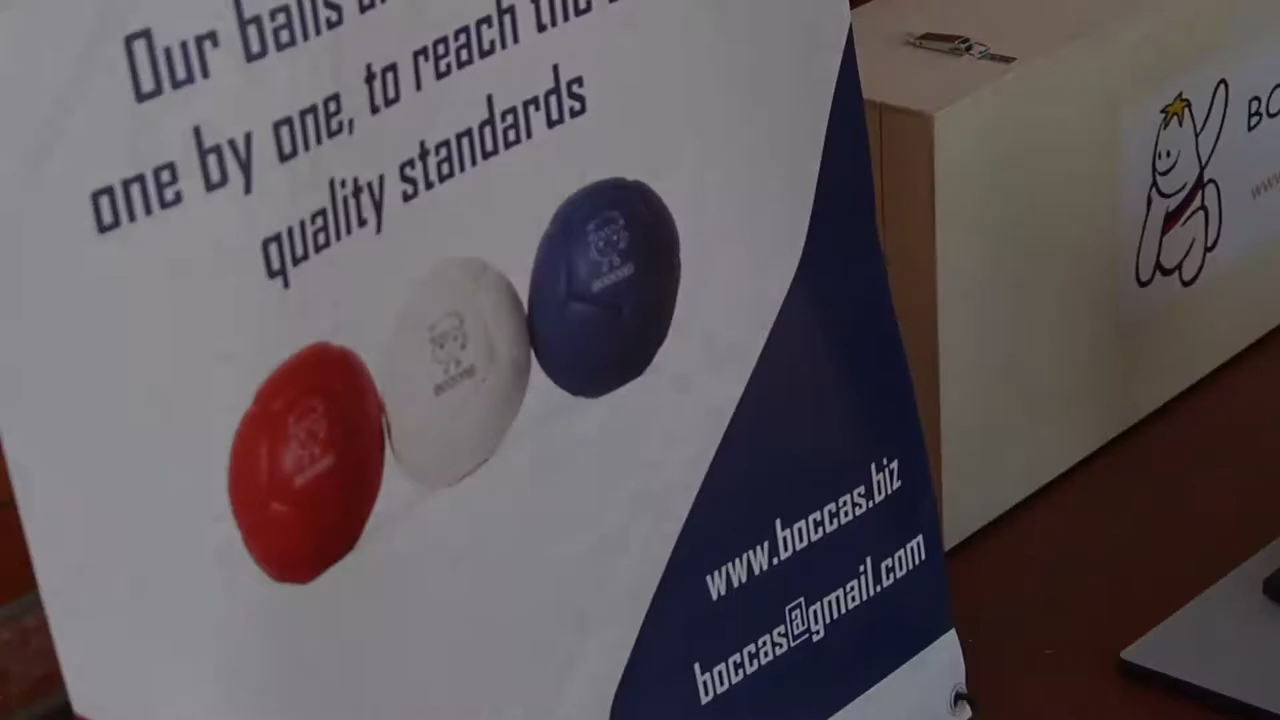 Our balls
one by one, to reach the
quality standards
www.boccas.biz
boccas@gmail.com